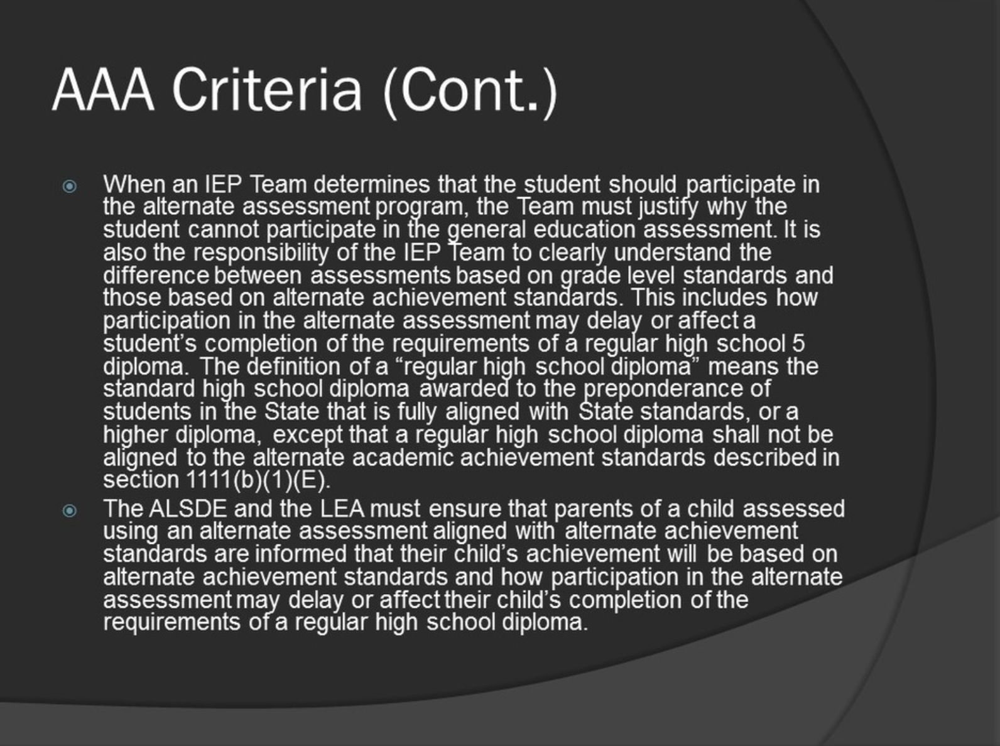 AAA Criteria (Cont.)
When an IEP Team determines that the student should participate in
the alternate assessment program, the Team must justify why the
student cannot participate in the general education assessment. It is
also the responsibility of the IEP Team to clearly understand the
difference between assessments based on grade level standards and
those based on alternate achievement standards. This includes how
participation in the alternate assessment may delay or affect a
student’s completion of the requirements of a regular high school 5
diploma. The definition of a “regular high school diploma” means the
standard high school diploma awarded to the preponderance of
students in the State that is fully aligned with State standards, or a
higher diploma, except that a regular high school diploma shall not be
aligned to the alternate academic achievement standards described in
section 1111(b)(1)(E).
The ALSDE and the LEA must ensure that parents of a child assessed
using an alternate assessment aligned with alternate achievement
standards are informed that their child’s achievement will be based on
alternate achievement standards and how participation in the alternate
assessment may delay or affect their child’s completion of the
requirements of a regular high school diploma.